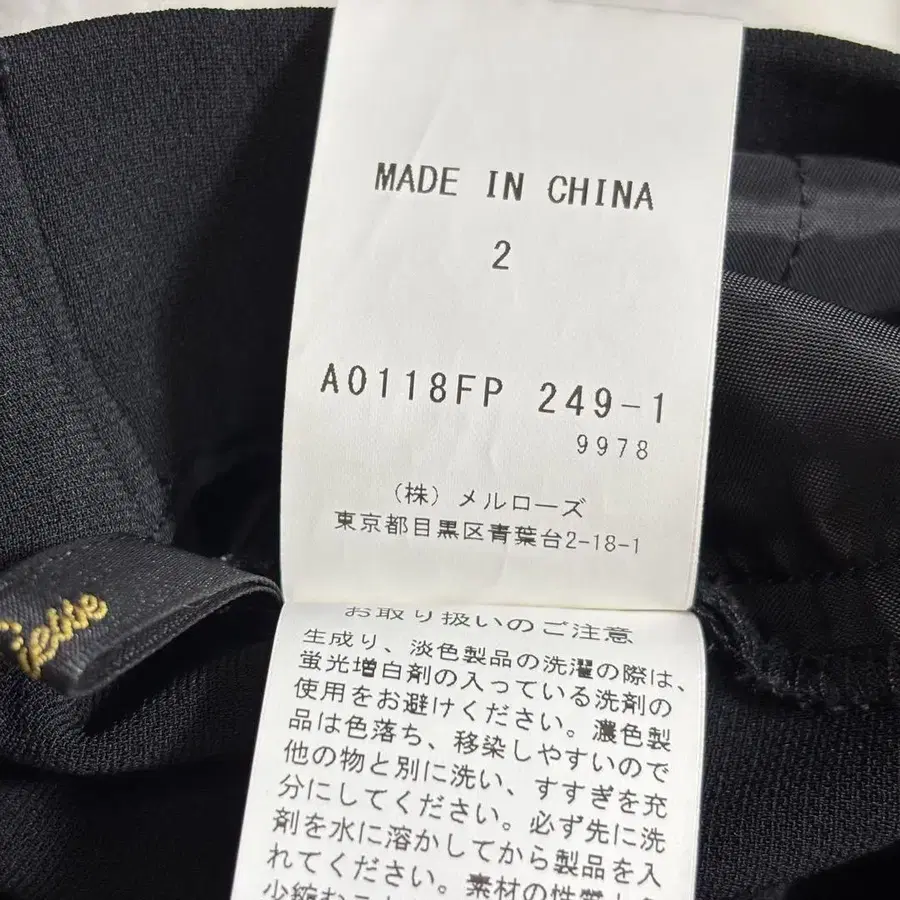 MADE IN CHINA
2
A0118FP 249-1
9978
(株) メルローズ
東京都目黒区青葉台2-18-1
お取り扱いのご注意
生成り、淡色製品の洗濯の際は、
蛍光増白剤の入っている洗剤の
使用をお避けください。濃色製
品は色落ち、移染しやすいので
他の物と別に洗い、すすぎを充
分にしてください。必ず先に洗
剤を水に溶かしてから製品を入
れてください。素材の性質